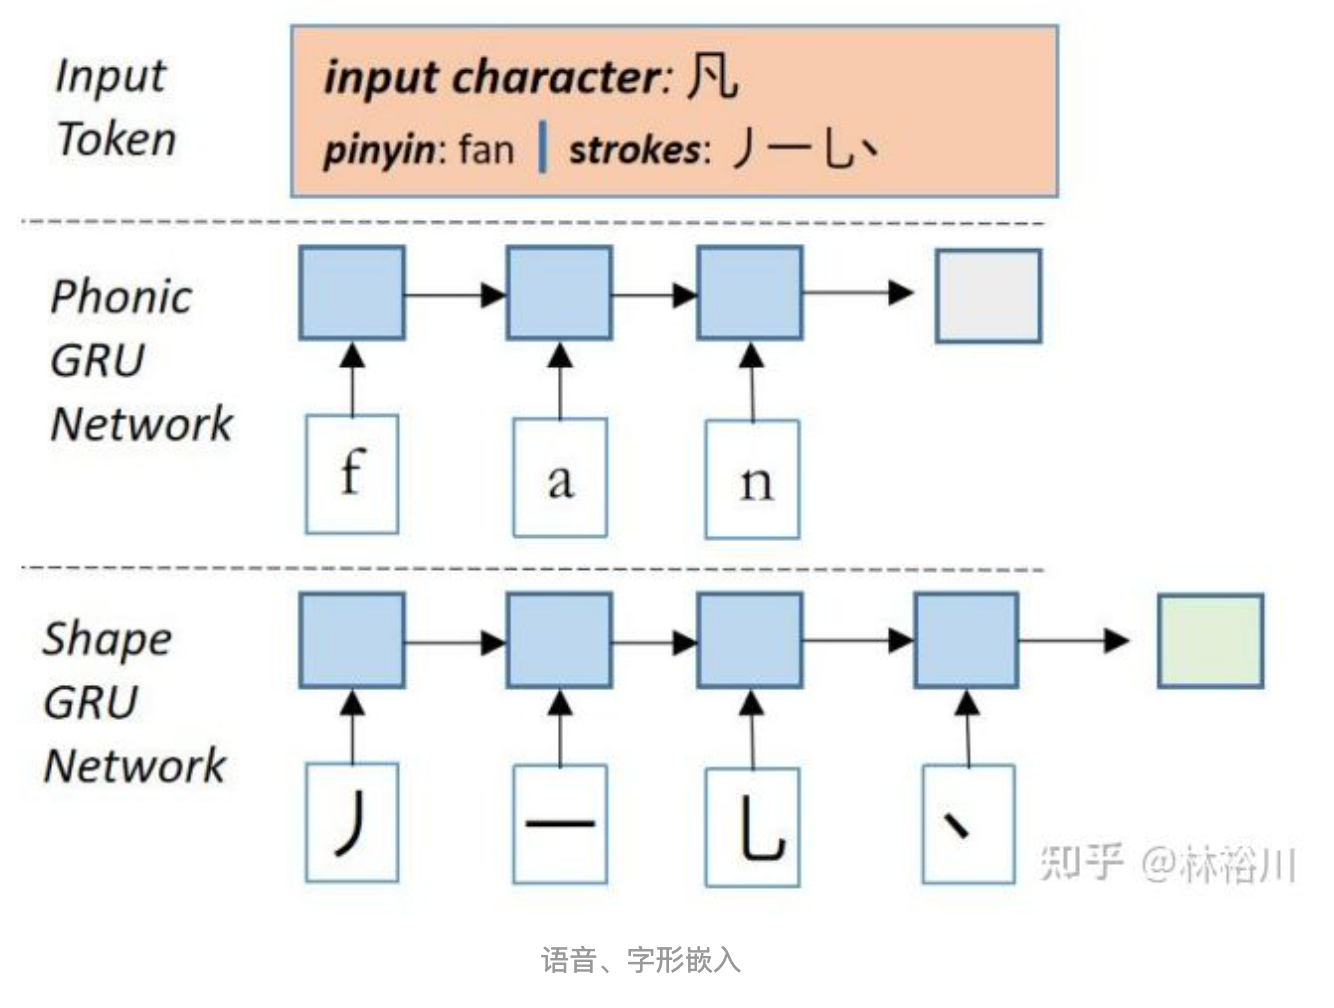 Input
Token
input character: 凡
pinyin: fan | strokes: 丿一乚丶
Phonic
GRU
Network
f a n
Shape
GRU
Network
丿 一 乚 丶
知乎 @林裕川
语音、字形嵌入